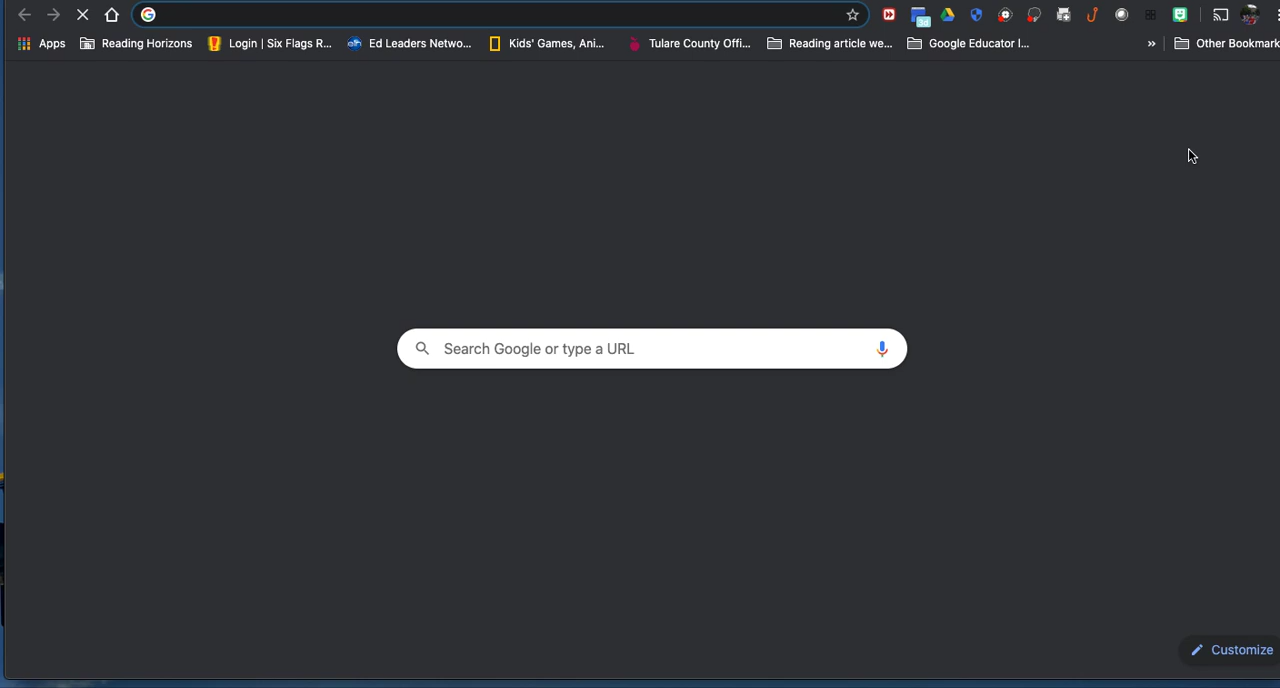 Apps Reading Horizons Login | Six Flags R... Ed Leaders Netwo... Kids' Games, Ani... Tulare County Offi... Reading article we... Google Educator I... » Other Bookmark
Search Google or type a URL
Customize